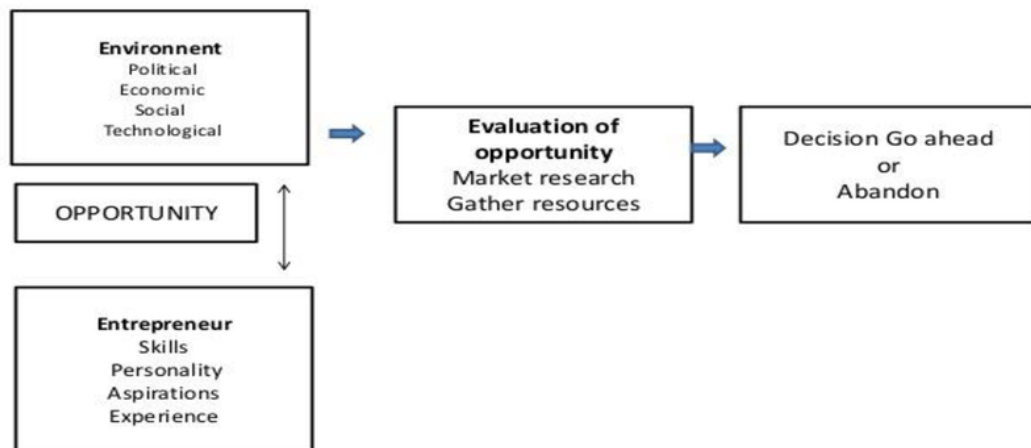 Environnent
Political
Economic
Social
Technological
OPPORTUNITY
Entrepreneur
Skills
Personality
Aspirations
Experience
Evaluation of
opportunity
Market research
Gather resources
Decision Go ahead
or
Abandon